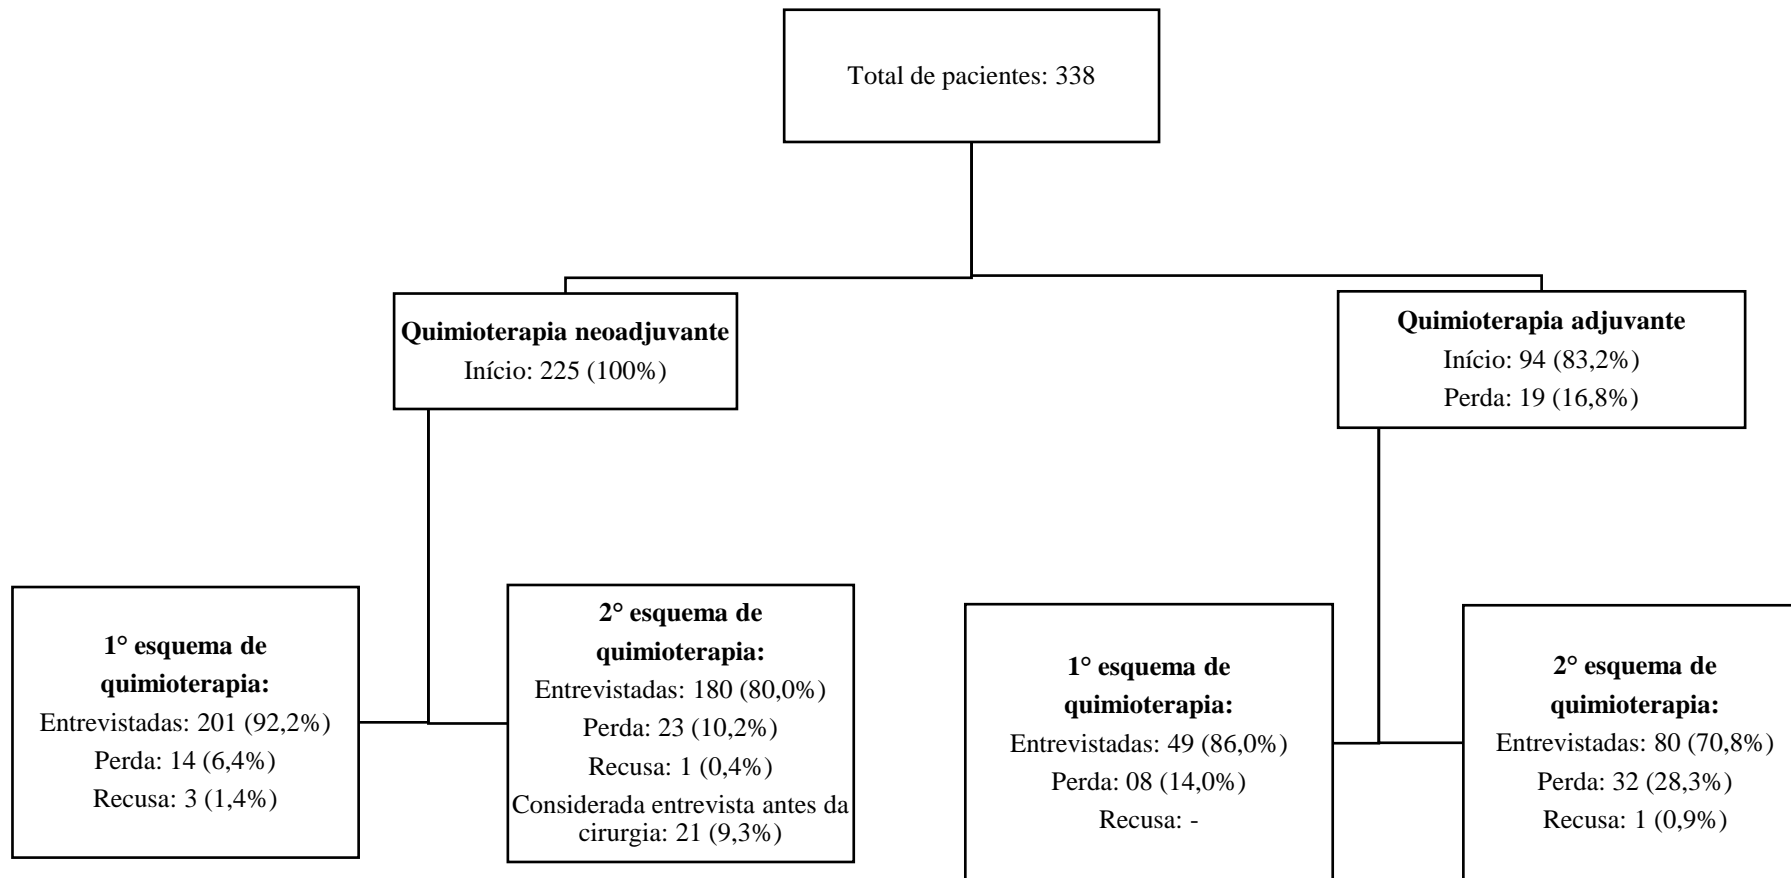 Total de pacientes: 338
Quimioterapia neoadjuvante
Início: 225 (100%)
Quimioterapia adjuvante
Início: 94 (83,2%)
Perda: 19 (16,8%)
1° esquema de
quimioterapia:
Entrevistadas: 201 (92,2%)
Perda: 14 (6,4%)
Recusa: 3 (1,4%)
2° esquema de
quimioterapia:
Entrevistadas: 180 (80,0%)
Perda: 23 (10,2%)
Recusa: 1 (0,4%)
Considerada entrevista antes da
cirurgia: 21 (9,3%)
1° esquema de
quimioterapia:
Entrevistadas: 49 (86,0%)
Perda: 08 (14,0%)
Recusa: -
2° esquema de
quimioterapia:
Entrevistadas: 80 (70,8%)
Perda: 32 (28,3%)
Recusa: 1 (0,9%)